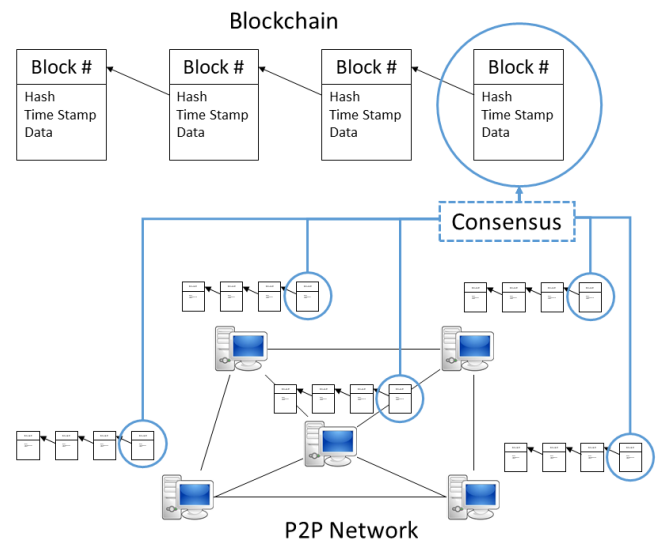 Blockchain
Block #
Hash
Time Stamp
Data
Block #
Hash
Time Stamp
Data
Block #
Hash
Time Stamp
Data
Block #
Hash
Time Stamp
Data
Consensus
P2P Network